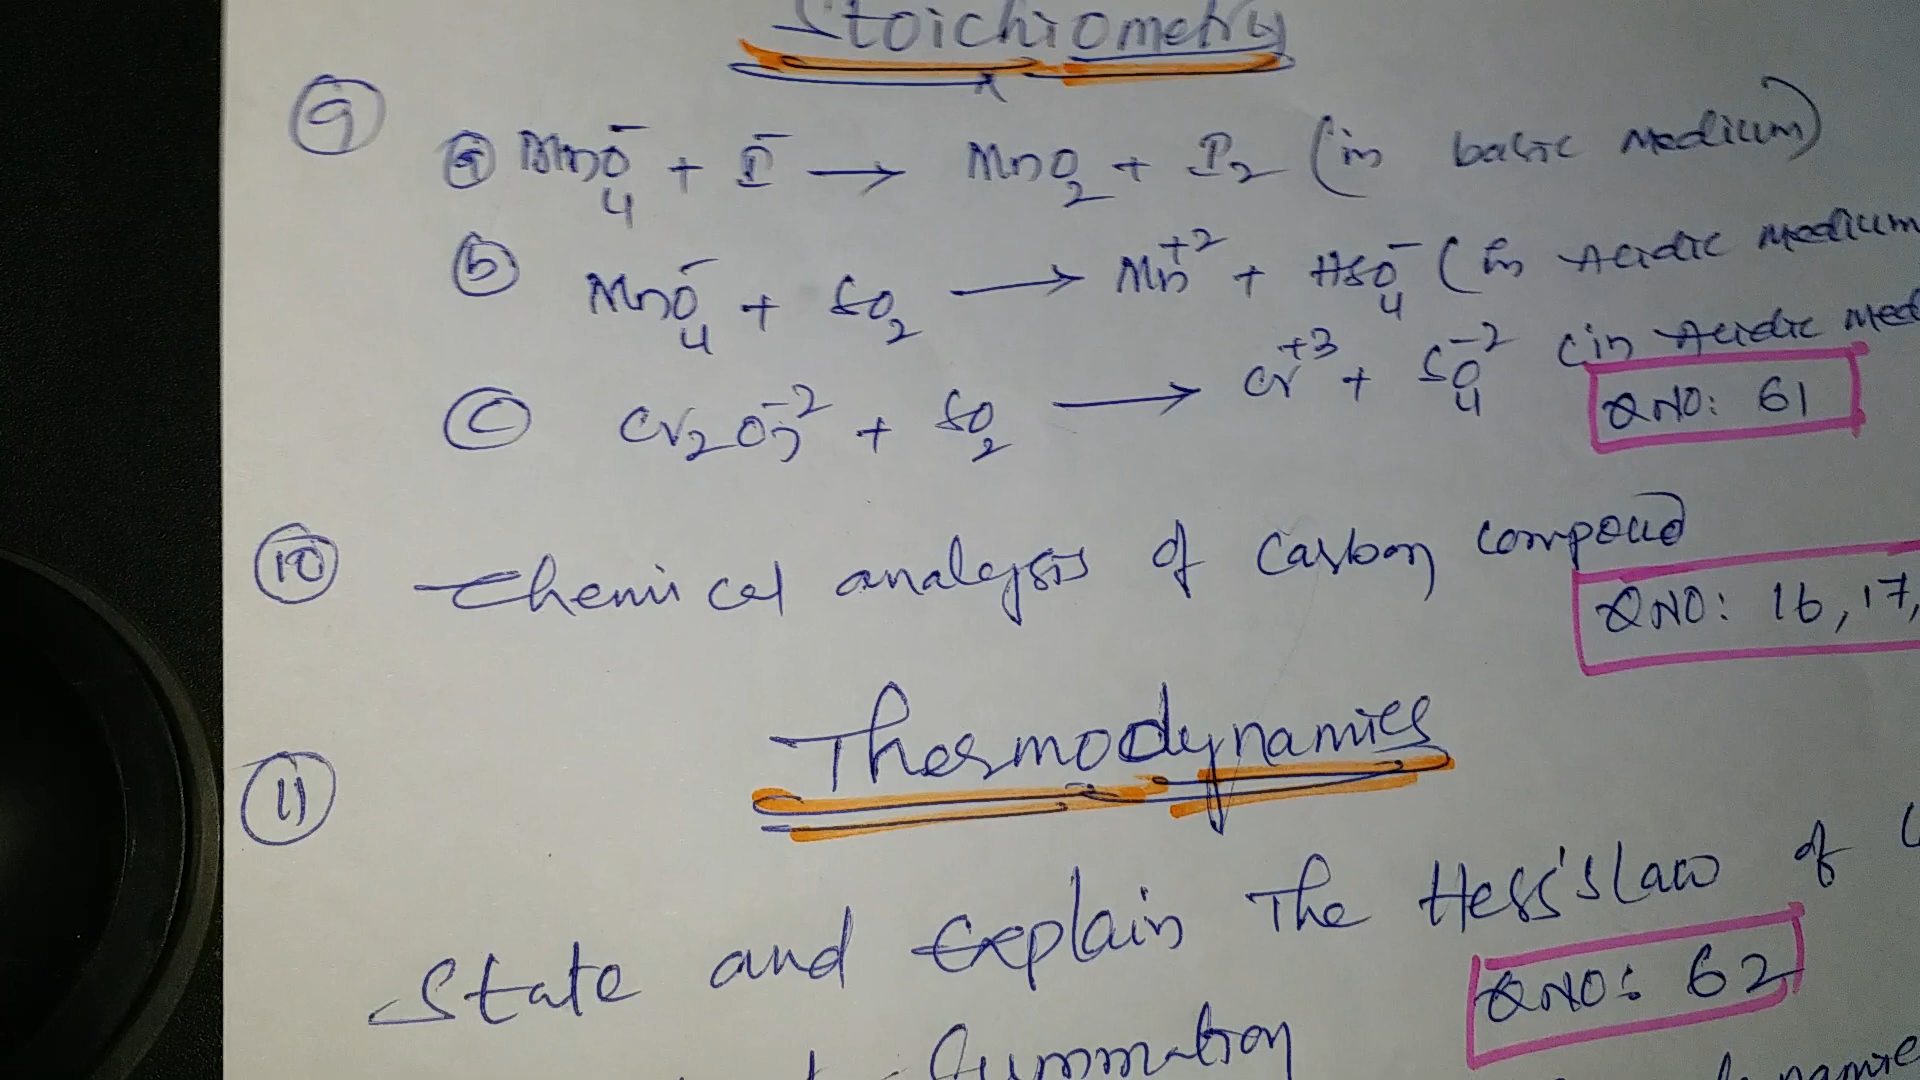 Stoichiometry
9
a MnO4⁻ + I⁻ → MnO2 + I2 (in basic medium)
b MnO4⁻ + SO2 → Mn⁺² + HSO4⁻ (in Acidic medium
c Cr2O7⁻² + SO2 → Cr⁺³ + SO4⁻² (in Acidic med
QNO: 61
10 Chemical analysis of Carbon compoud
QNO: 16, 17,
Thermodynamics
11
State and Explain The Hess's Law of
QNO: 62
Summation